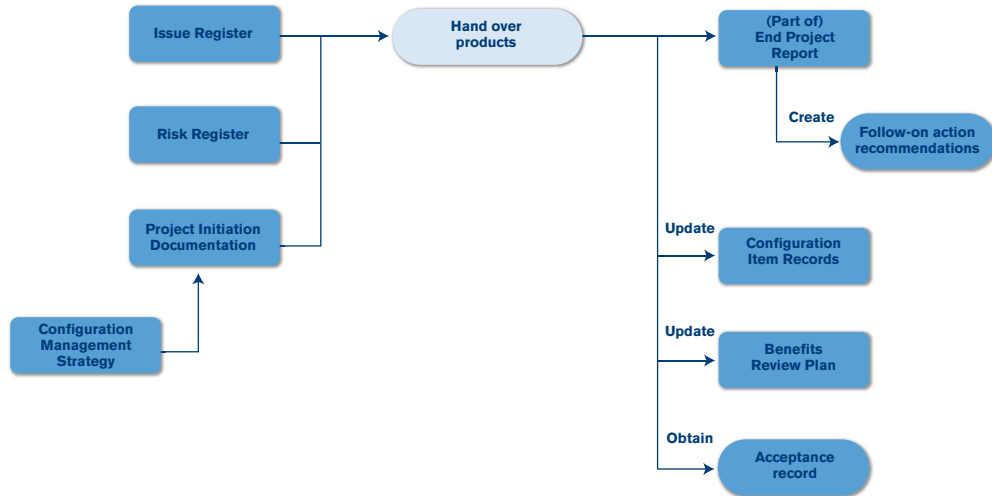 Issue Register
Hand over
products
(Part of)
End Project
Report
Risk Register
Create
Follow-on action
recommendations
Project Initiation
Documentation
Update
Configuration
Item Records
Configuration
Management
Strategy
Update
Benefits
Review Plan
Obtain
Acceptance
record